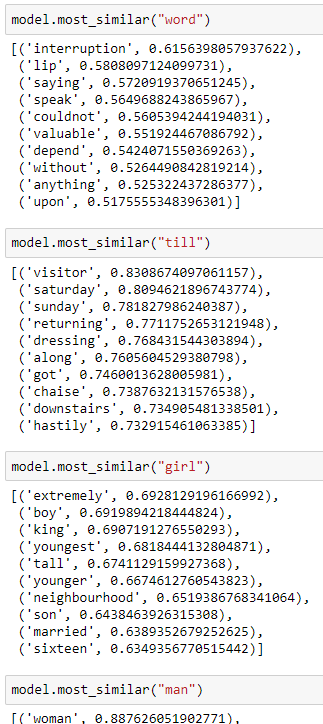 model.most_similar("word")
[('interruption', 0.6156398057937622),
('lip', 0.5808097124099731),
('saying', 0.5720919370651245),
('speak', 0.5649688243865967),
('couldnot', 0.5605394244194031),
('valuable', 0.551924467086792),
('depend', 0.5424071550369263),
('without', 0.5264490842819214),
('anything', 0.525322437286377),
('upon', 0.5175555348396301)]
model.most_similar("till")
[('visitor', 0.8308674097061157),
('saturday', 0.8094621896743774),
('sunday', 0.781827986240387),
('returning', 0.7711752653121948),
('dressing', 0.768431544303894),
('along', 0.7605604529380798),
('got', 0.7460013628005981),
('chaise', 0.7387632131576538),
('downstairs', 0.734905481338501),
('hastily', 0.732915461063385)]
model.most_similar("girl")
[('extremely', 0.6928129196166992),
('boy', 0.6919894218444824),
('king', 0.6907191276550293),
('youngest', 0.6818444132804871),
('tall', 0.6741129159927368),
('younger', 0.6674612760543823),
('neighbourhood', 0.6519386768341064),
('son', 0.6438463926315308),
('married', 0.6389352679252625),
('sixteen', 0.6349356770515442)]
model.most_similar("man")
[('woman', 0.887626051902771),